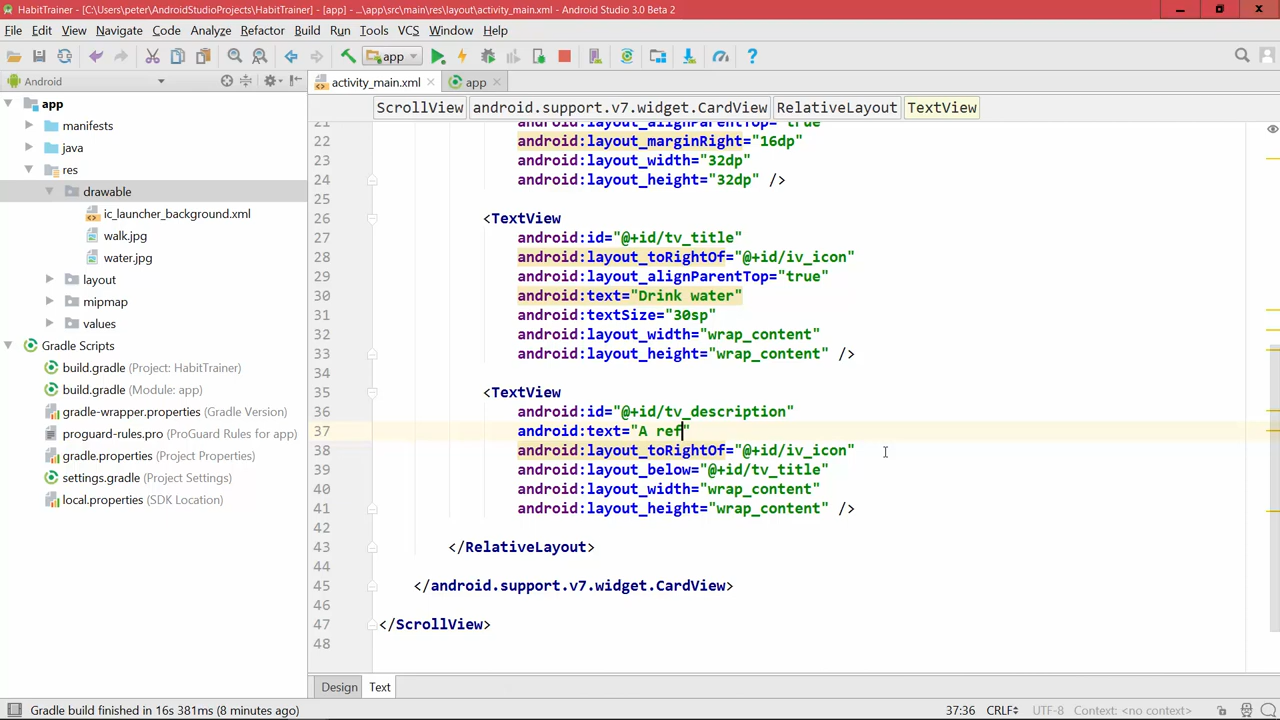 HabitTrainer - [C:\Users\peter\AndroidStudioProjects\HabitTrainer] - [app] - ...\app\src\main\res\layout\activity_main.xml - Android Studio 3.0 Beta 2
File Edit View Navigate Code Analyze Refactor Build Run Tools VCS Window Help
app
Android
activity_main.xml
app
ScrollView android.support.v7.widget.CardView RelativeLayout TextView
app
manifests
java
res
drawable
ic_launcher_background.xml
walk.jpg
water.jpg
layout
mipmap
values
Gradle Scripts
build.gradle (Project: HabitTrainer)
build.gradle (Module: app)
gradle-wrapper.properties (Gradle Version)
proguard-rules.pro (ProGuard Rules for app)
gradle.properties (Project Settings)
settings.gradle (Project Settings)
local.properties (SDK Location)
21 android:layout_alignParentTop="true"
22 android:layout_marginRight="16dp"
23 android:layout_width="32dp"
24 android:layout_height="32dp" />
25
26 <TextView
27 android:id="@+id/tv_title"
28 android:layout_toRightOf="@+id/iv_icon"
29 android:layout_alignParentTop="true"
30 android:text="Drink water"
31 android:textSize="30sp"
32 android:layout_width="wrap_content"
33 android:layout_height="wrap_content" />
34
35 <TextView
36 android:id="@+id/tv_description"
37 android:text="A ref"
38 android:layout_toRightOf="@+id/iv_icon"
39 android:layout_below="@+id/tv_title"
40 android:layout_width="wrap_content"
41 android:layout_height="wrap_content" />
42
43 </RelativeLayout>
44
45 </android.support.v7.widget.CardView>
46
47 </ScrollView>
48
Design Text
Gradle build finished in 16s 381ms (8 minutes ago)
37:36 CRLF UTF-8 Context: <no context>